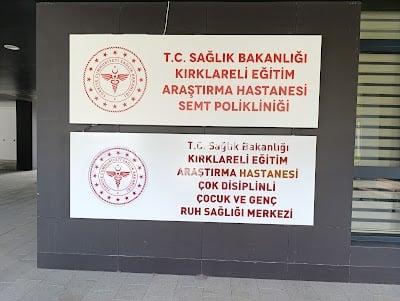 T.C. SAĞLIK BAKANLIĞI
KIRKLARELİ EĞİTİM
ARAŞTIRMA HASTANESİ
SEMT POLİKLİNİĞİ
T.C. Sağlık Bakanlığı
KIRKLARELİ EĞİTİM
ARAŞTIRMA HASTANESİ
ÇOK DİSİPLİNLİ
ÇOCUK VE GENÇ
RUH SAĞLIĞI MERKEZİ